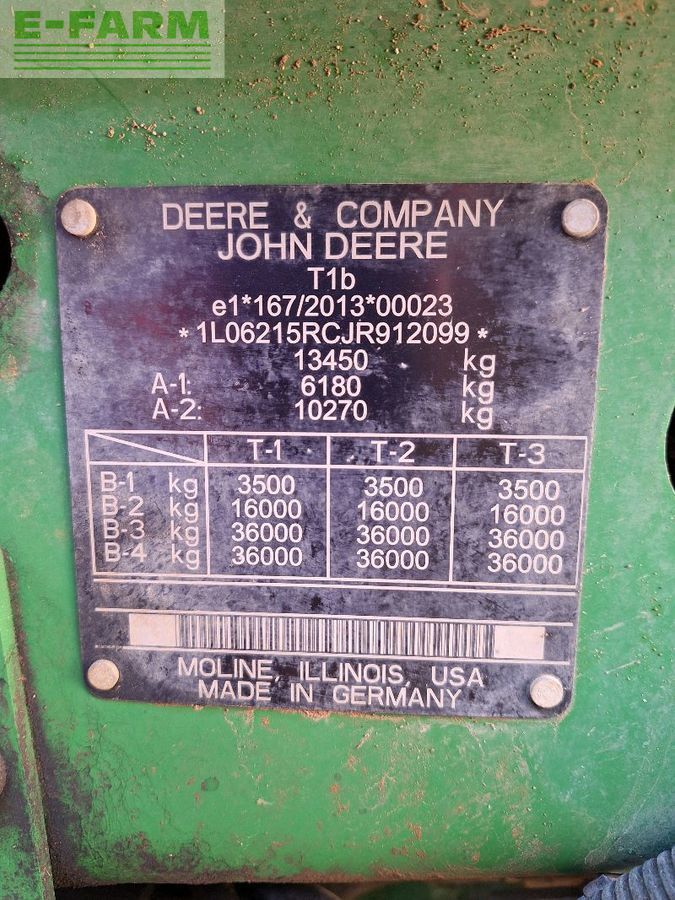 E-FARM
DEERE & COMPANY
JOHN DEERE
T1b
e1*167/2013*00023
*1L06215RCJR912099*
13450 kg
A-1: 6180 kg
A-2: 10270 kg
T-1 T-2 T-3
B-1 kg 3500 3500 3500
B-2 kg 16000 16000 16000
B-3 kg 36000 36000 36000
B-4 kg 36000 36000 36000
MOLINE, ILLINOIS, USA
MADE IN GERMANY